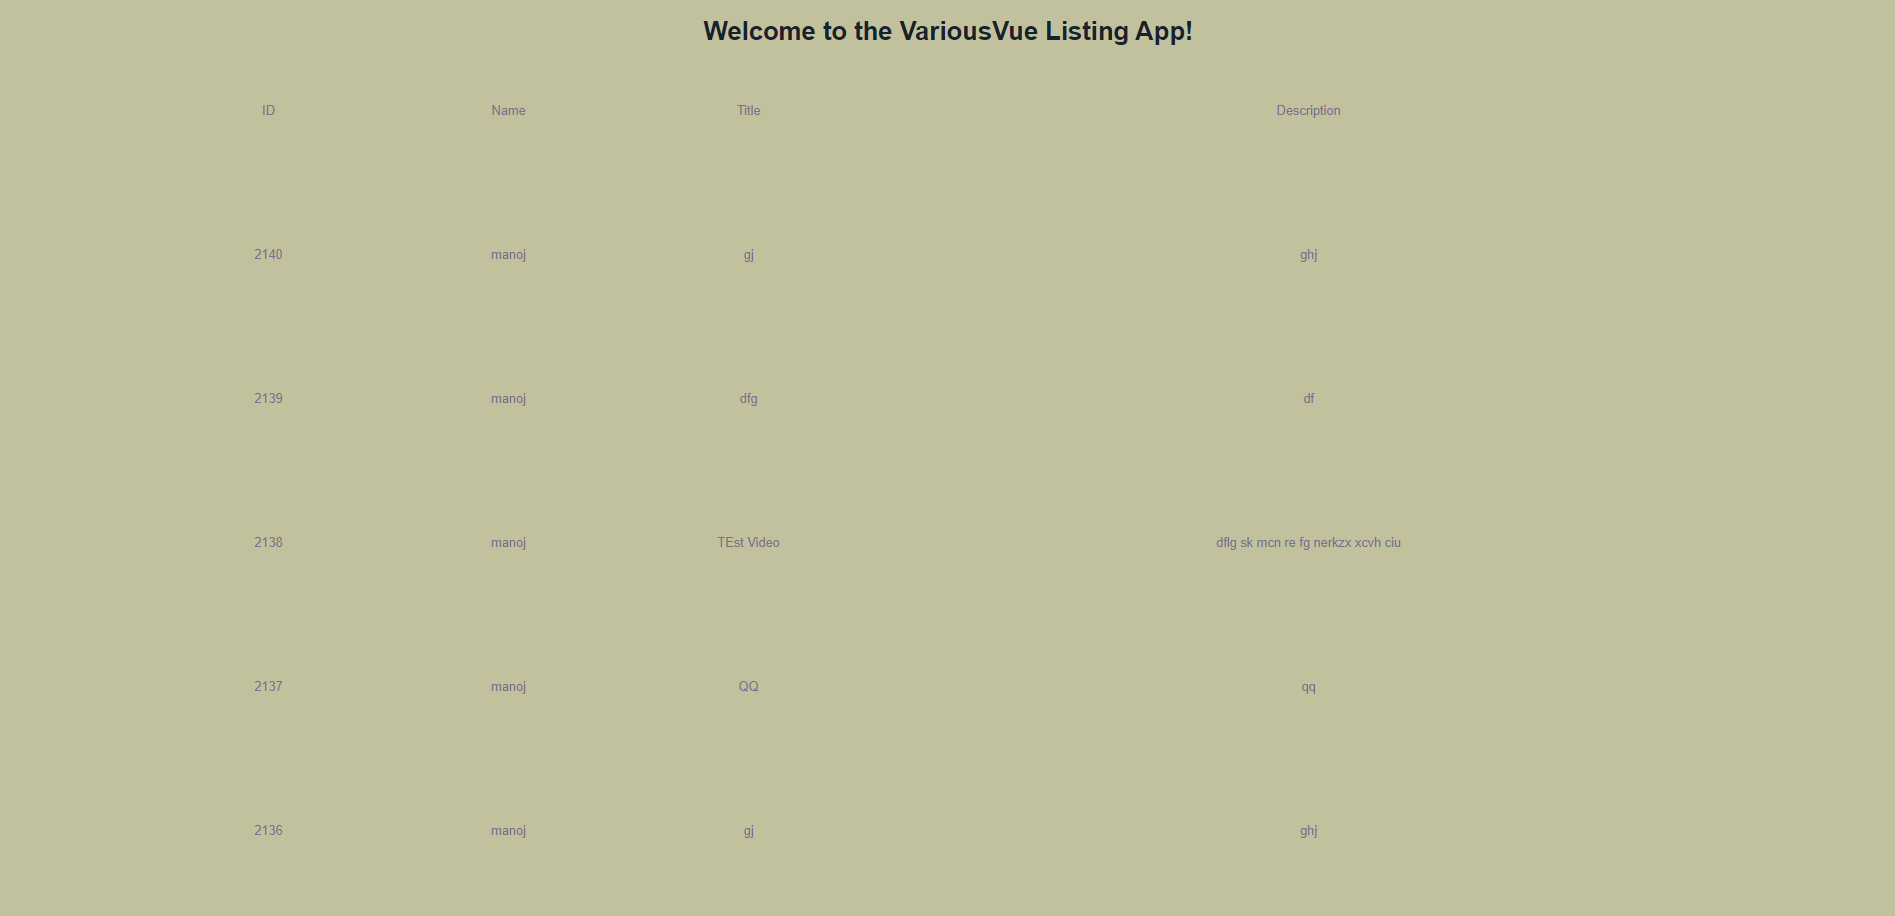 Welcome to the VariousVue Listing App!
ID Name Title Description
2140 manoj gj ghj
2139 manoj dfg df
2138 manoj TEst Video dflg sk mcn re fg nerkzx xcvh ciu
2137 manoj QQ qq
2136 manoj gj ghj